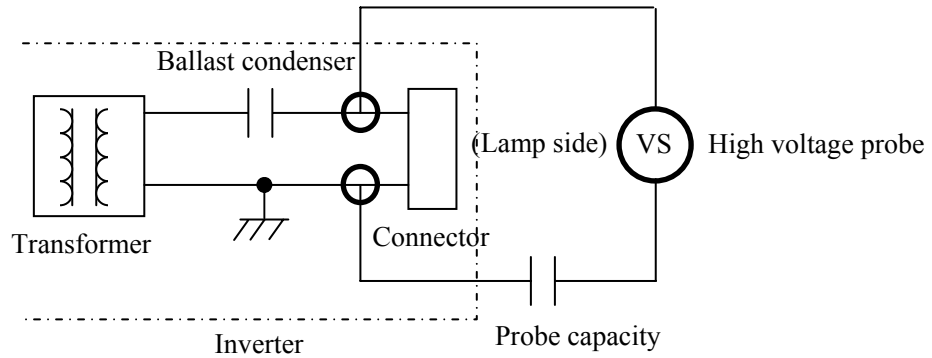 Ballast condenser
(Lamp side)
VS
High voltage probe
Transformer
Connector
Probe capacity
Inverter